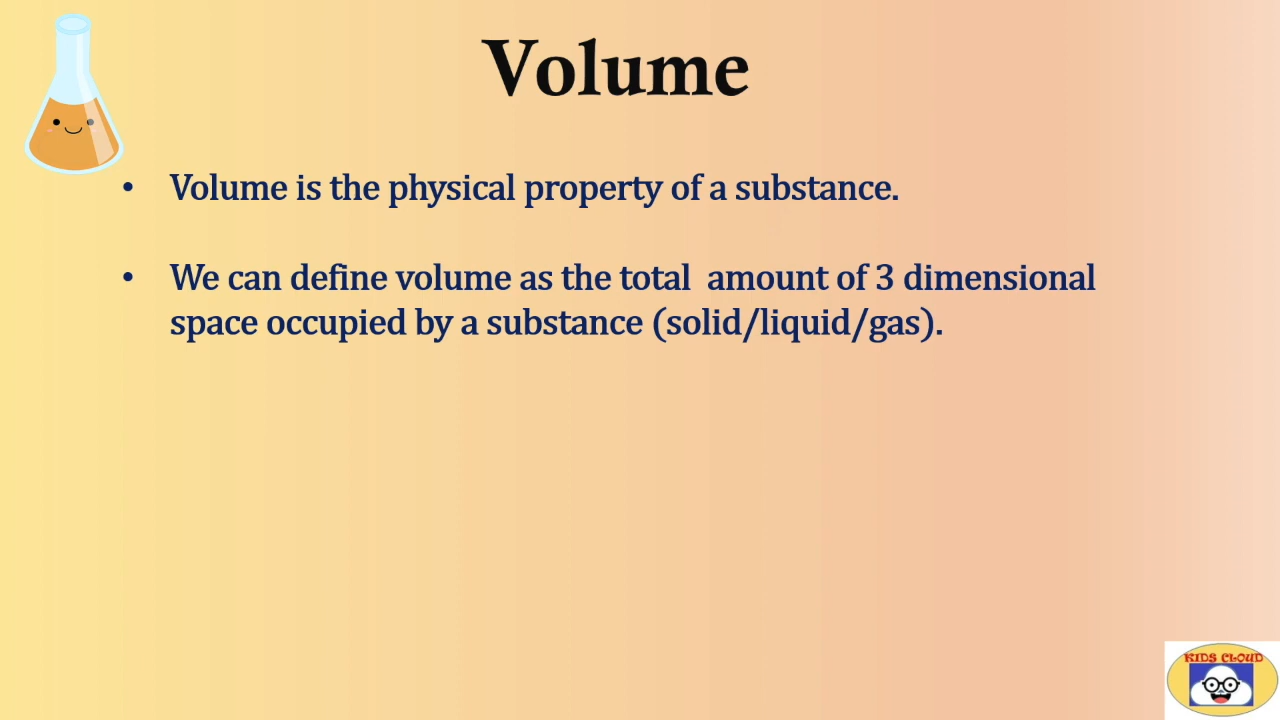 Volume
• Volume is the physical property of a substance.
• We can define volume as the total  amount of 3 dimensional
space occupied by a substance (solid/liquid/gas).
KIDS CLOUD